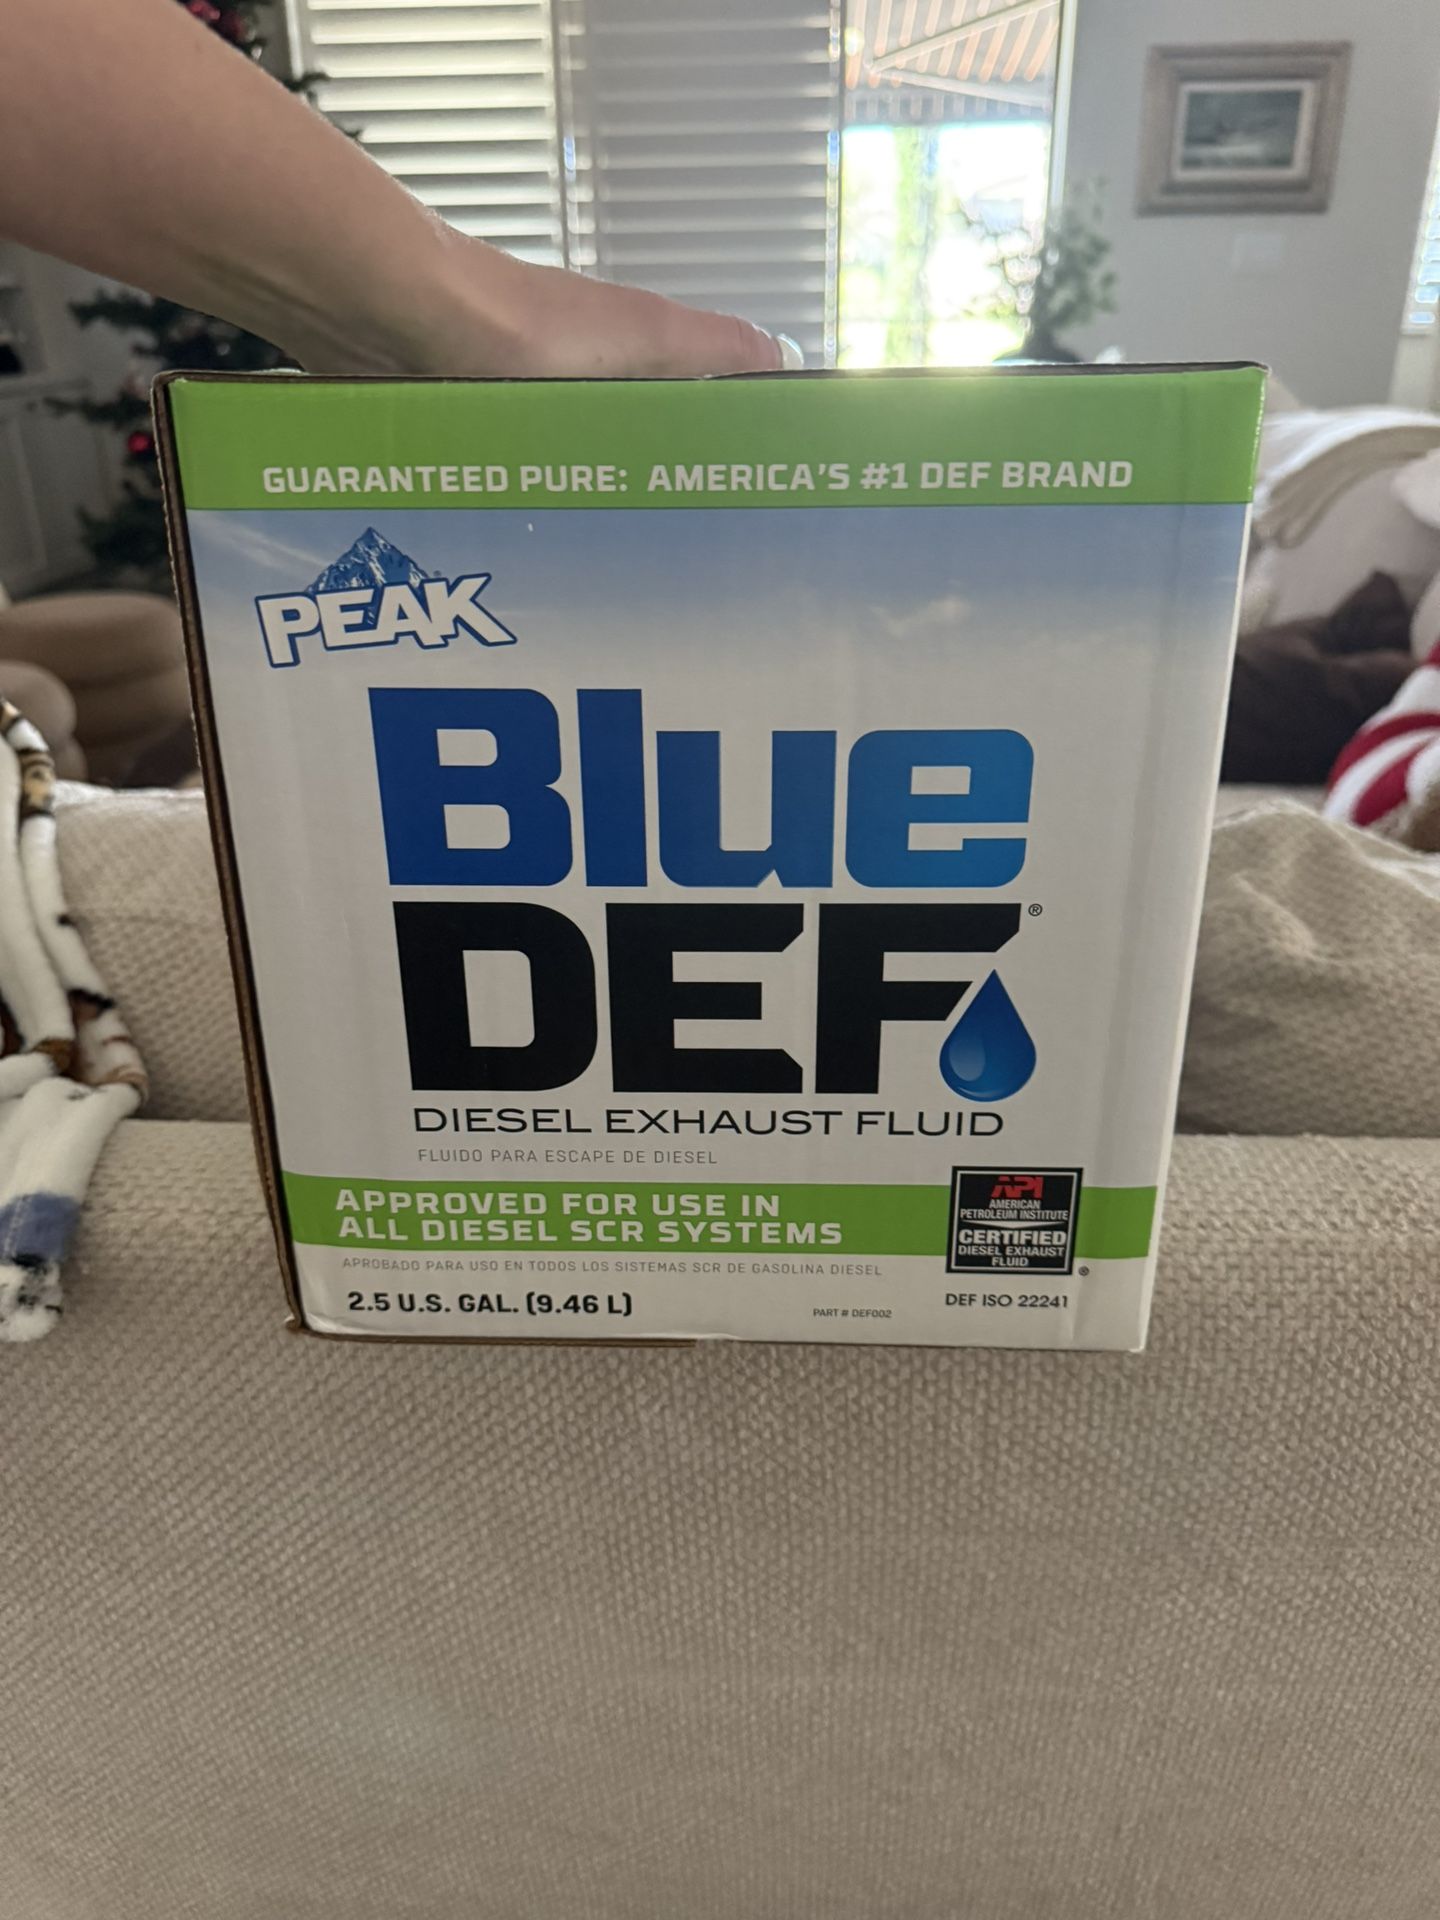 GUARANTEED PURE: AMERICA'S #1 DEF BRAND
PEAK®
Blue
DEF®
DIESEL EXHAUST FLUID
FLUIDO PARA ESCAPE DE DIESEL
APPROVED FOR USE IN
ALL DIESEL SCR SYSTEMS
APROBADO PARA USO EN TODOS LOS SISTEMAS SCR DE GASOLINA DIESEL
2.5 U.S. GAL. (9.46 L)
PART # DEF002
API
AMERICAN
PETROLEUM INSTITUTE
CERTIFIED
DIESEL EXHAUST
FLUID
®
DEF ISO 22241